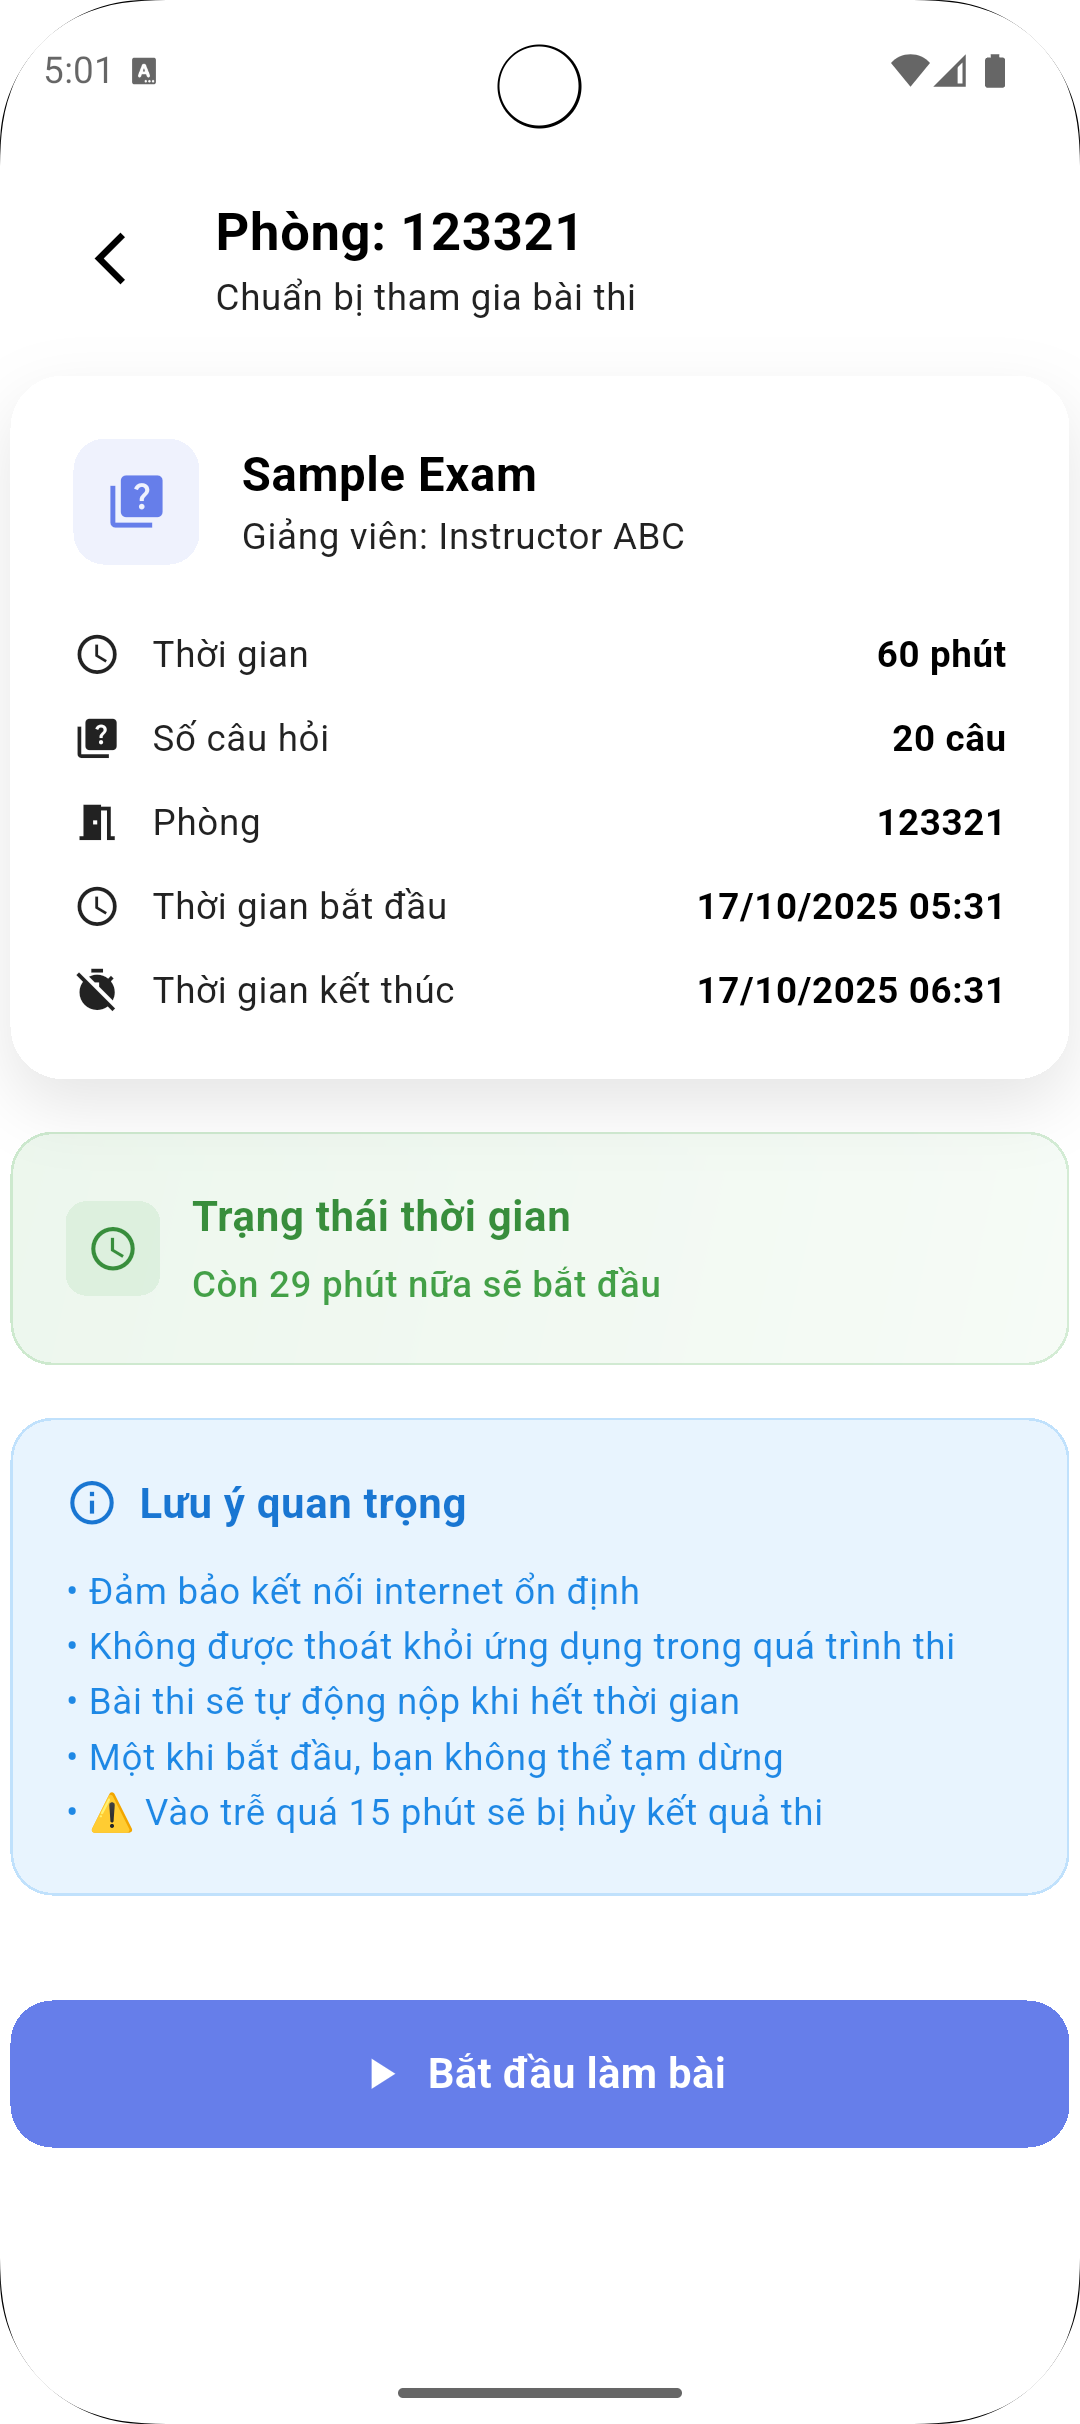 5:01
Phòng: 123321
Chuẩn bị tham gia bài thi
Sample Exam
Giảng viên: Instructor ABC
Thời gian 60 phút
Số câu hỏi 20 câu
Phòng 123321
Thời gian bắt đầu 17/10/2025 05:31
Thời gian kết thúc 17/10/2025 06:31
Trạng thái thời gian
Còn 29 phút nữa sẽ bắt đầu
Lưu ý quan trọng
• Đảm bảo kết nối internet ổn định
• Không được thoát khỏi ứng dụng trong quá trình thi
• Bài thi sẽ tự động nộp khi hết thời gian
• Một khi bắt đầu, bạn không thể tạm dừng
• ⚠️ Vào trễ quá 15 phút sẽ bị hủy kết quả thi
Bắt đầu làm bài